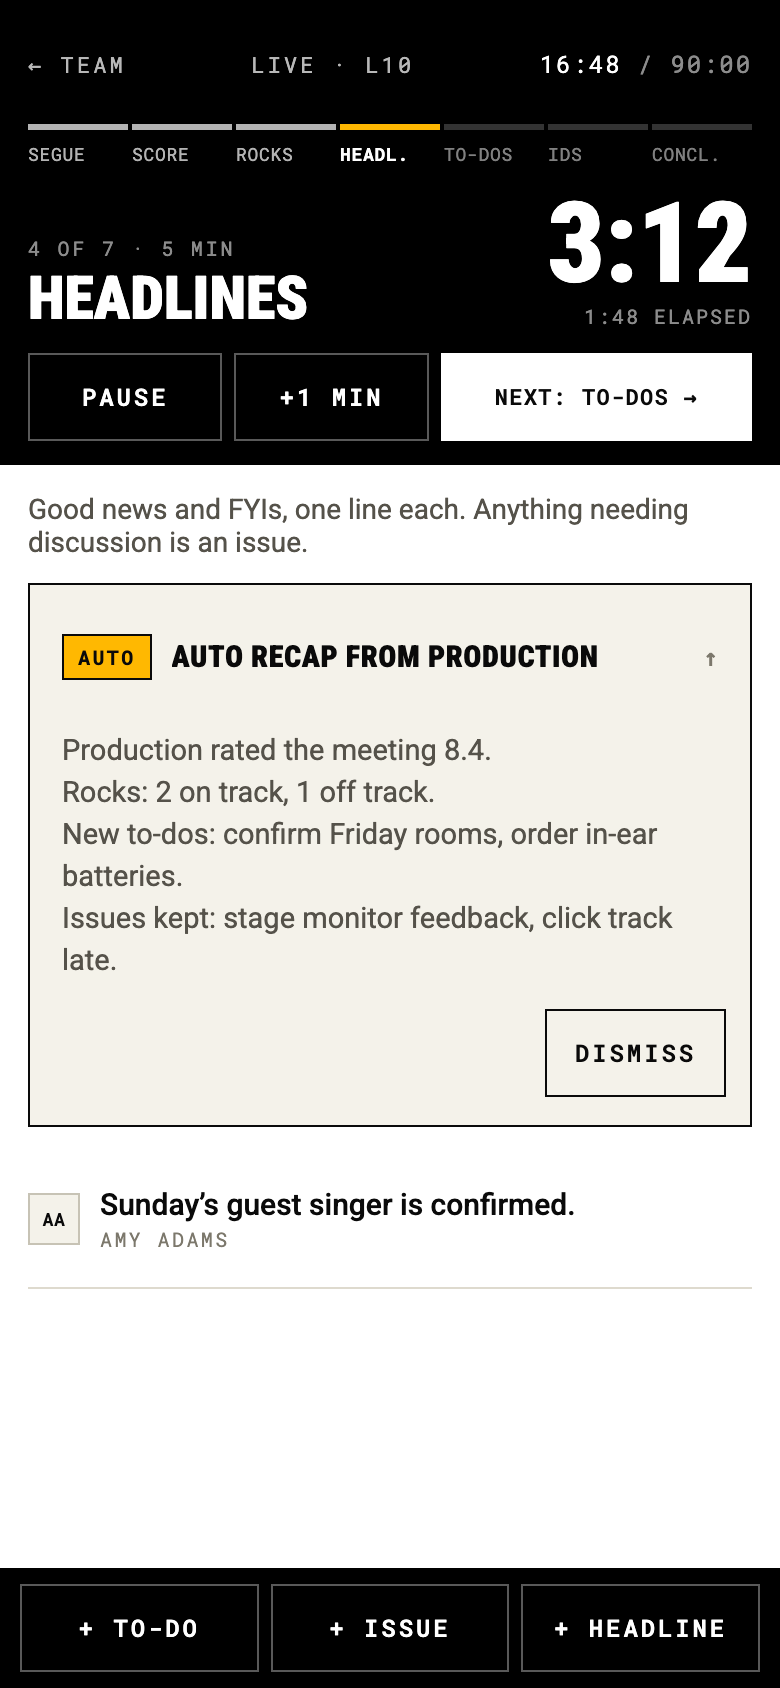 ← TEAM LIVE · L10 16:48 / 90:00
SEGUE SCORE ROCKS HEADL. TO-DOS IDS CONCL.
4 OF 7 · 5 MIN
HEADLINES
3:12
1:48 ELAPSED
PAUSE +1 MIN NEXT: TO-DOS →
Good news and FYIs, one line each. Anything needing
discussion is an issue.
AUTO AUTO RECAP FROM PRODUCTION ↑
Production rated the meeting 8.4.
Rocks: 2 on track, 1 off track.
New to-dos: confirm Friday rooms, order in-ear
batteries.
Issues kept: stage monitor feedback, click track
late.
DISMISS
AA Sunday’s guest singer is confirmed.
AMY ADAMS
+ TO-DO + ISSUE + HEADLINE